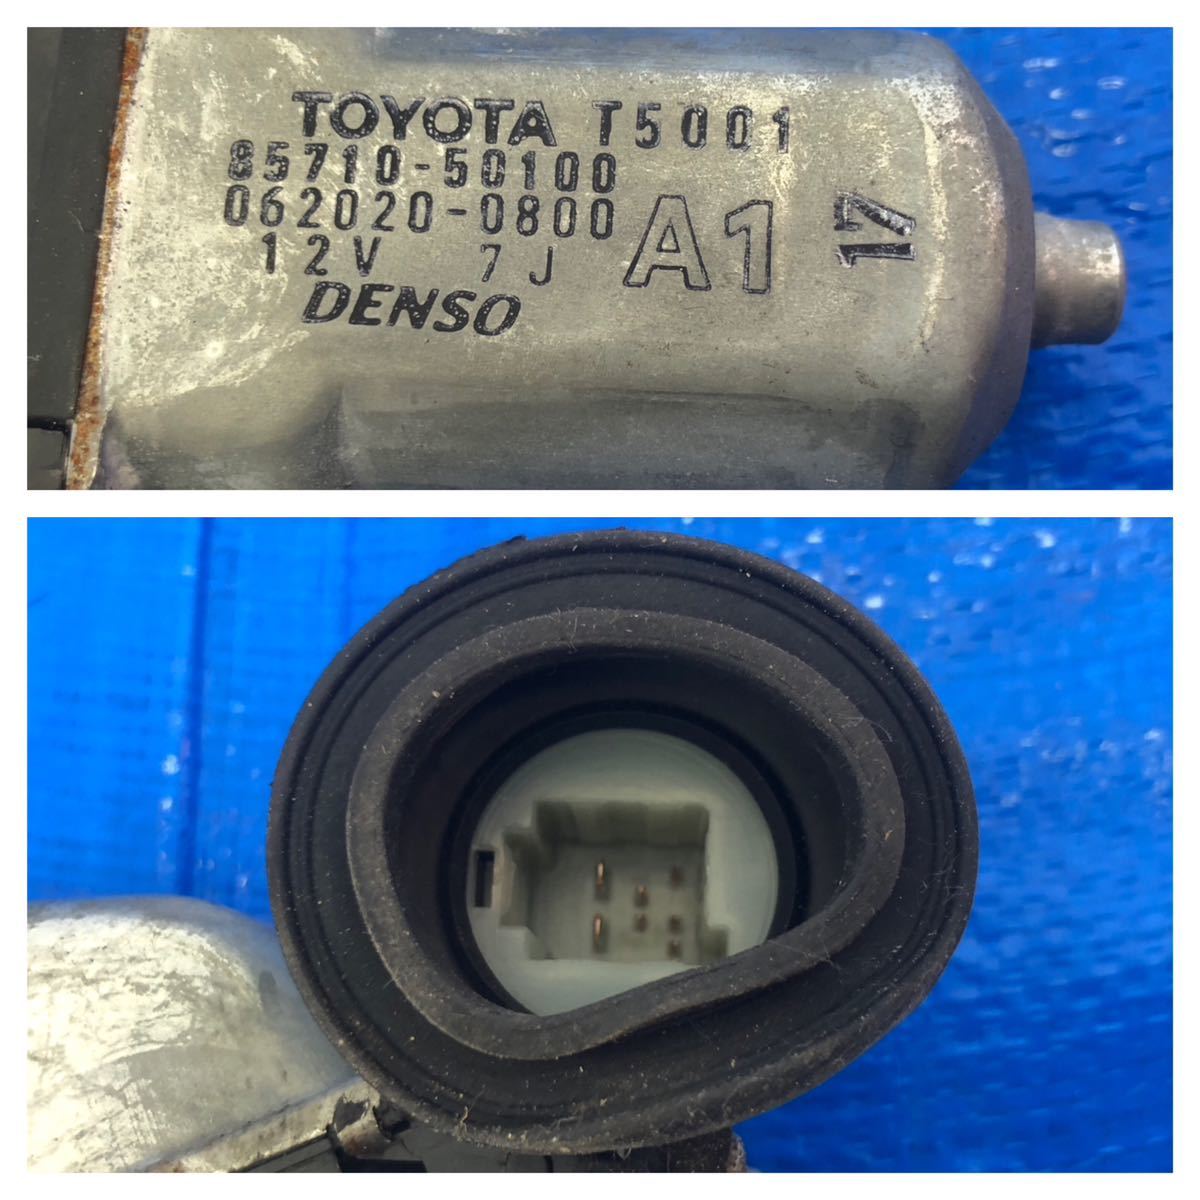 TOYOTA T5001
85710-50100
062020-0800
12V 7J A1
DENSO
17